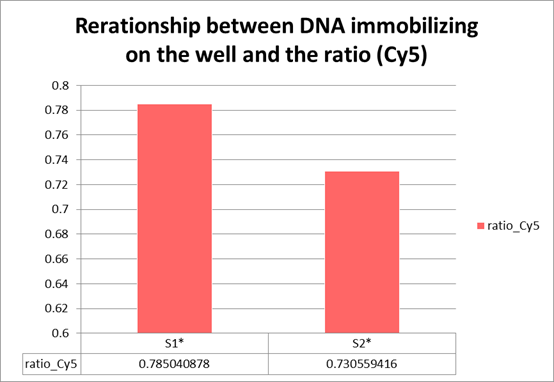 Rerationship between DNA immobilizing
on the well and the ratio (Cy5)
0.8
0.78
0.76
0.74
0.72
0.7
0.68
0.66
0.64
0.62
0.6
S1* S2*
ratio_Cy5 0.785040878 0.730559416
ratio_Cy5